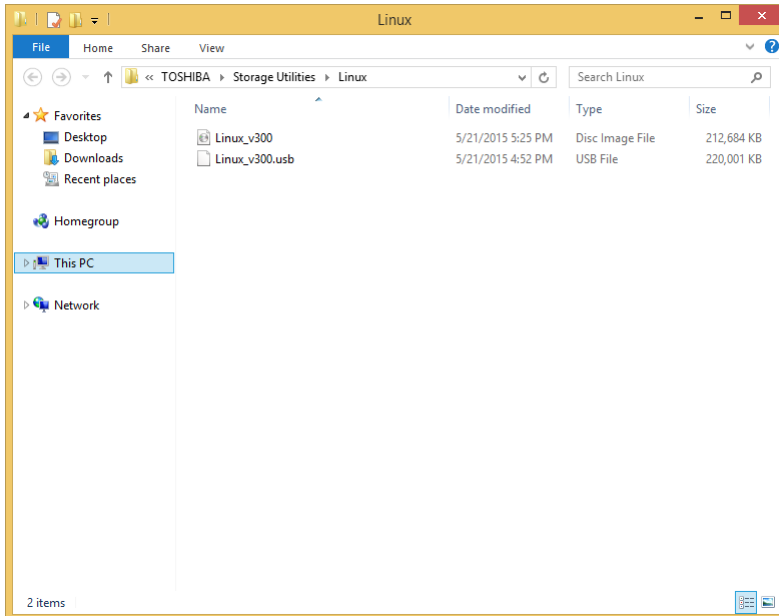 Linux
File Home Share View
« TOSHIBA Storage Utilities Linux Search Linux
Name Date modified Type Size
Favorites
Desktop
Downloads
Recent places
Homegroup
This PC
Network
Linux_v300 5/21/2015 5:25 PM Disc Image File 212,684 KB
Linux_v300.usb 5/21/2015 4:52 PM USB File 220,001 KB
2 items